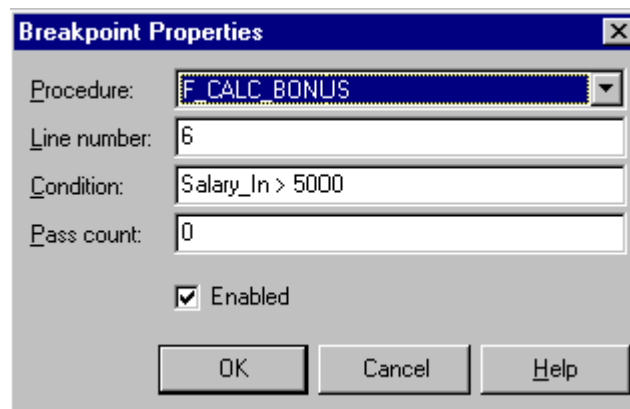 Breakpoint Properties
Procedure: F_CALC_BONUS
Line number: 6
Condition: Salary_In > 5000
Pass count: 0
Enabled
OK Cancel Help